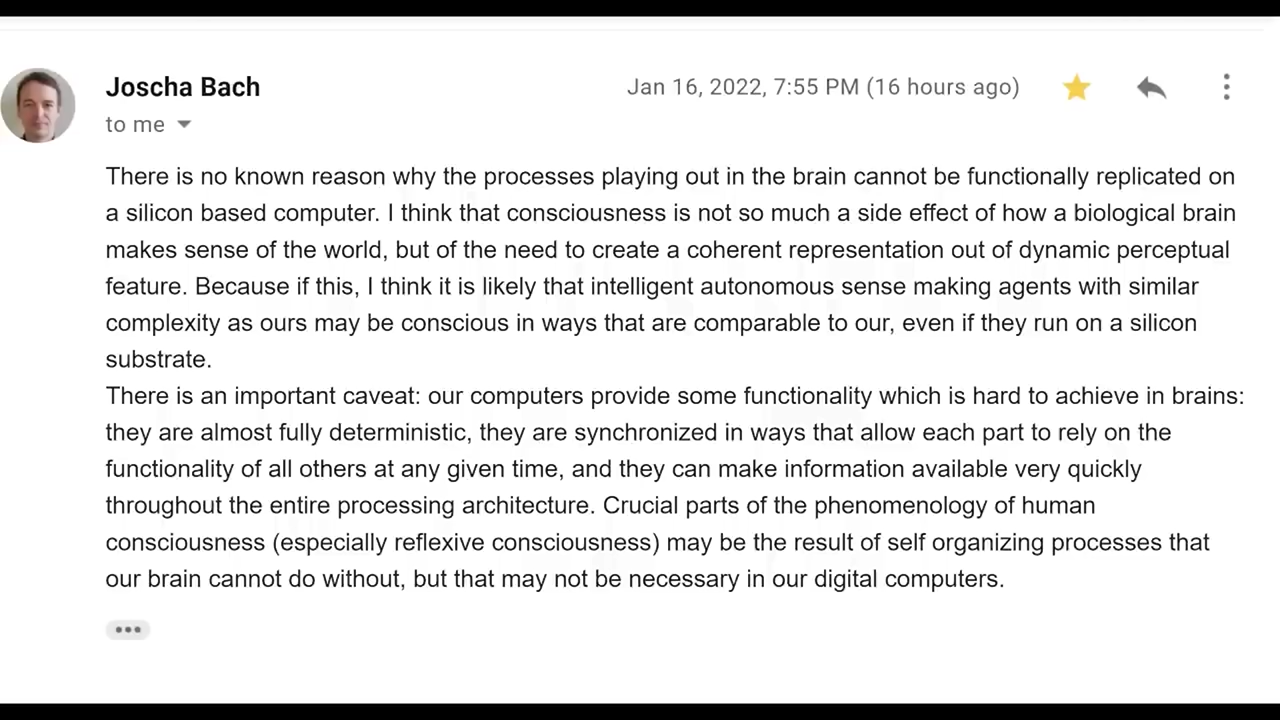 Joscha Bach
Jan 16, 2022, 7:55 PM (16 hours ago)
to me
There is no known reason why the processes playing out in the brain cannot be functionally replicated on
a silicon based computer. I think that consciousness is not so much a side effect of how a biological brain
makes sense of the world, but of the need to create a coherent representation out of dynamic perceptual
feature. Because if this, I think it is likely that intelligent autonomous sense making agents with similar
complexity as ours may be conscious in ways that are comparable to our, even if they run on a silicon
substrate.
There is an important caveat: our computers provide some functionality which is hard to achieve in brains:
they are almost fully deterministic, they are synchronized in ways that allow each part to rely on the
functionality of all others at any given time, and they can make information available very quickly
throughout the entire processing architecture. Crucial parts of the phenomenology of human
consciousness (especially reflexive consciousness) may be the result of self organizing processes that
our brain cannot do without, but that may not be necessary in our digital computers.